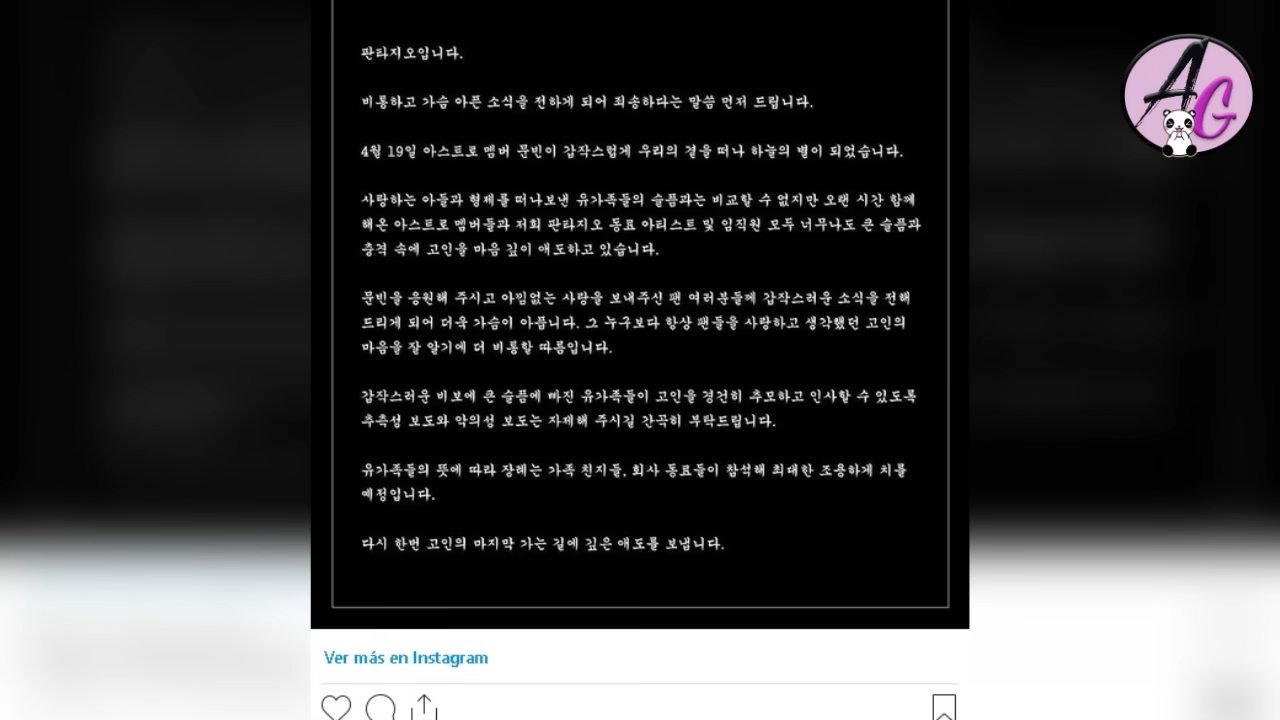 판타지오입니다.
비통하고 가슴 아픈 소식을 전하게 되어 죄송하다는 말씀 먼저 드립니다.
4월 19일 아스트로 멤버 문빈이 갑작스럽게 우리의 곁을 떠나 하늘의 별이 되었습니다.
사랑하는 아들과 형제를 떠나보낸 유가족들의 슬픔과는 비교할 수 없지만 오랜 시간 함께
해온 아스트로 멤버들과 저희 판타지오 동료 아티스트 및 임직원 모두 너무나도 큰 슬픔과
충격 속에 고인을 마음 깊이 애도하고 있습니다.
문빈을 응원해 주시고 아낌없는 사랑을 보내주신 팬 여러분들께 갑작스러운 소식을 전해
드리게 되어 더욱 가슴이 아픕니다. 그 누구보다 항상 팬들을 사랑하고 생각했던 고인의
마음을 잘 알기에 더 비통할 따름입니다.
갑작스러운 비보에 큰 슬픔에 빠진 유가족들이 고인을 경건히 추모하고 인사할 수 있도록
추측성 보도와 악의성 보도는 자제해 주시길 간곡히 부탁드립니다.
유가족들의 뜻에 따라 장례는 가족 친지들, 회사 동료들이 참석해 최대한 조용하게 치를
예정입니다.
다시 한번 고인의 마지막 가는 길에 깊은 애도를 보냅니다.
Ver más en Instagram
AG